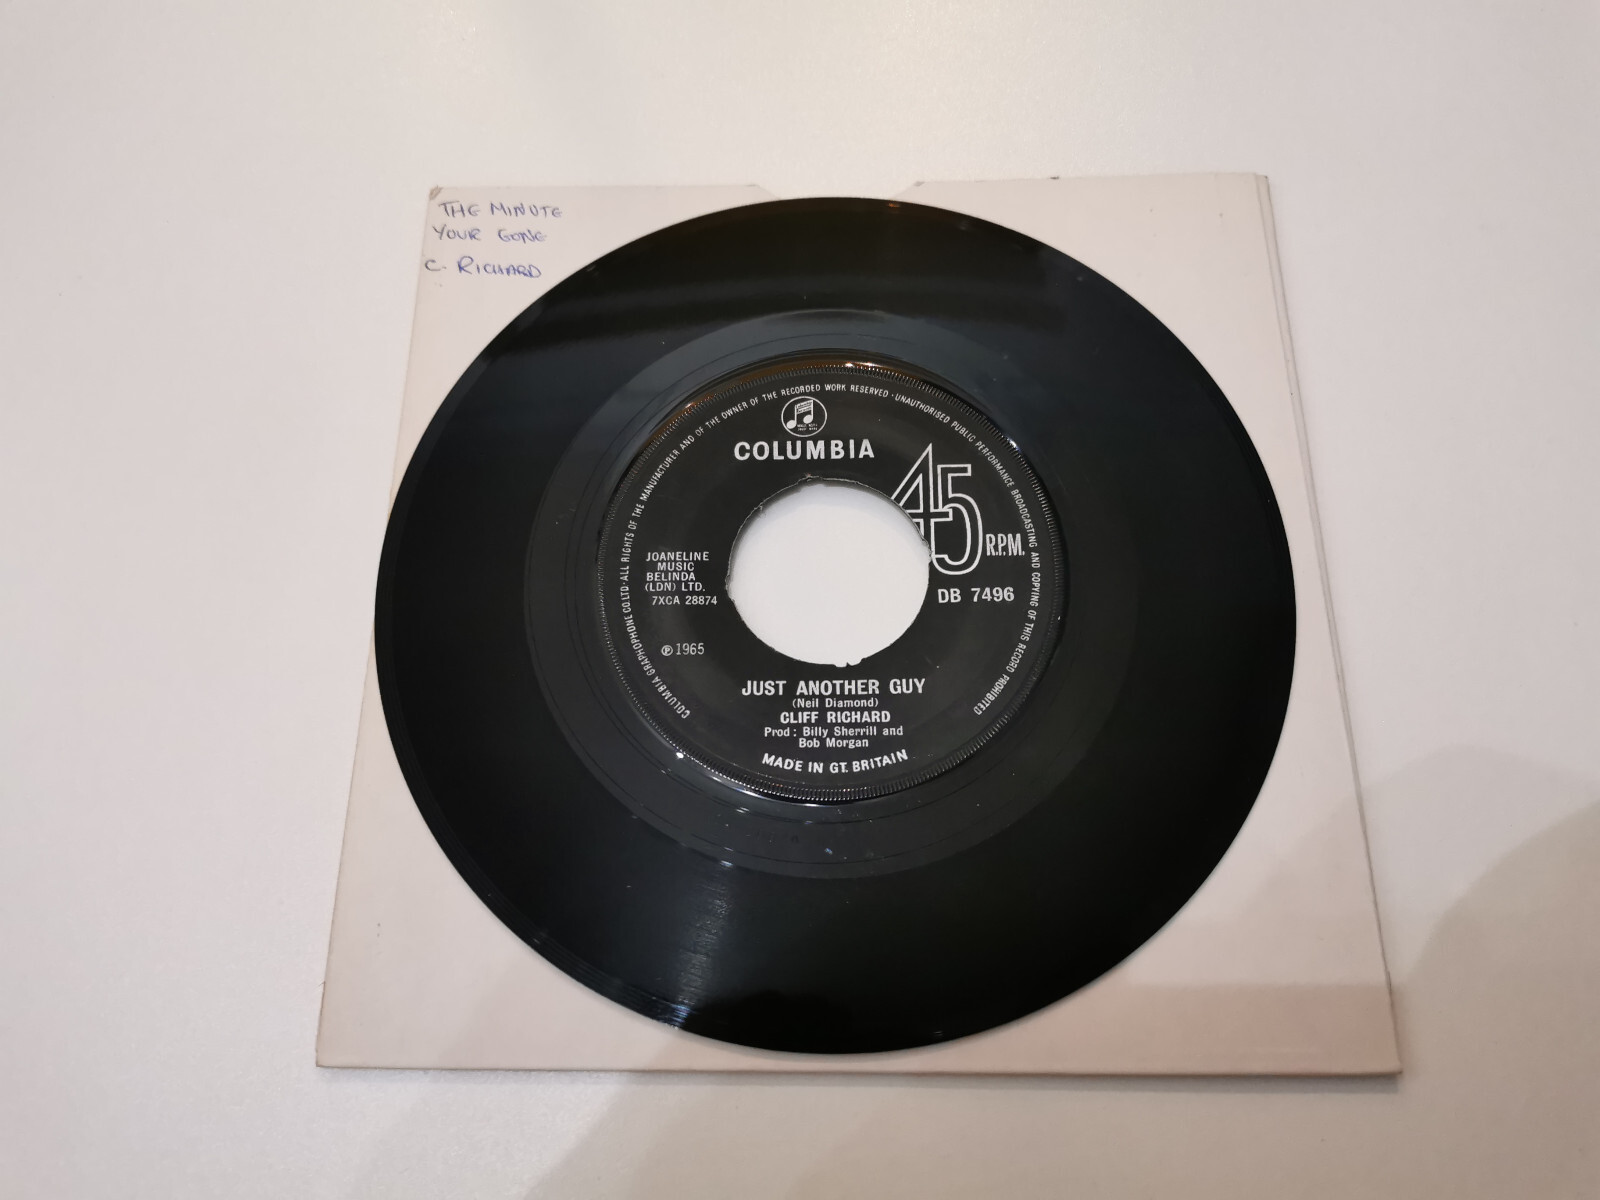 THE MINUTE
YOUR GONE
C. RICHARD
COLUMBIA GRAPHOPHONE CO.LTD·ALL RIGHTS OF THE MANUFACTURER AND OF THE OWNER OF THE RECORDED WORK RESERVED·UNAUTHORISED PUBLIC PERFORMANCE BROADCASTING AND COPYING OF THIS RECORD PROHIBITED
COLUMBIA
45
R.P.M.
JOANELINE
MUSIC
BELINDA
(LDN) LTD.
7XCA 28874
DB 7496
℗1965
JUST ANOTHER GUY
(Neil Diamond)
CLIFF RICHARD
Prod : Billy Sherrill and
Bob Morgan
MADE IN GT. BRITAIN